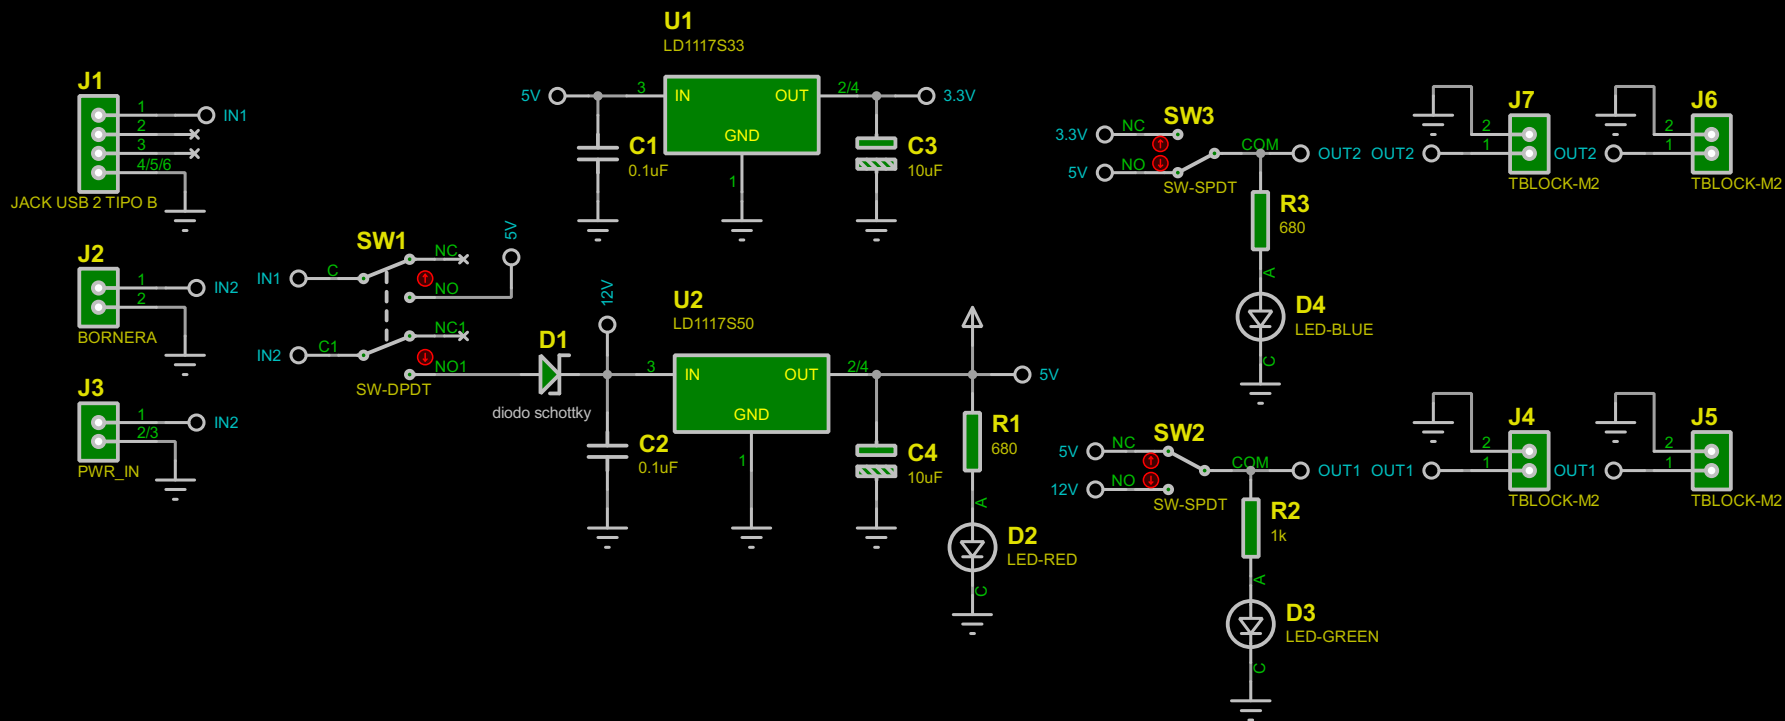 U1
LD1117S33
5V
3
IN
OUT
GND
2/4
3.3V
1
C1
0.1uF
C3
10uF
J1
1
IN1
2
3
4/5/6
JACK USB 2 TIPO B
J2
1
IN2
2
BORNERA
J3
1
IN2
2/3
PWR_IN
SW1
IN1
C
NC
NO
5V
IN2
C1
NC1
NO1
SW-DPDT
D1
diodo schottky
12V
U2
LD1117S50
3
IN
OUT
GND
2/4
5V
1
C2
0.1uF
C4
10uF
R1
680
A
D2
LED-RED
C
SW3
3.3V
NC
5V
NO
COM
OUT2
SW-SPDT
R3
680
A
D4
LED-BLUE
C
SW2
5V
NC
12V
NO
COM
OUT1
SW-SPDT
R2
1k
A
D3
LED-GREEN
C
J7
2
OUT2
1
TBLOCK-M2
J6
2
OUT2
1
TBLOCK-M2
J4
2
OUT1
1
TBLOCK-M2
J5
2
OUT1
1
TBLOCK-M2